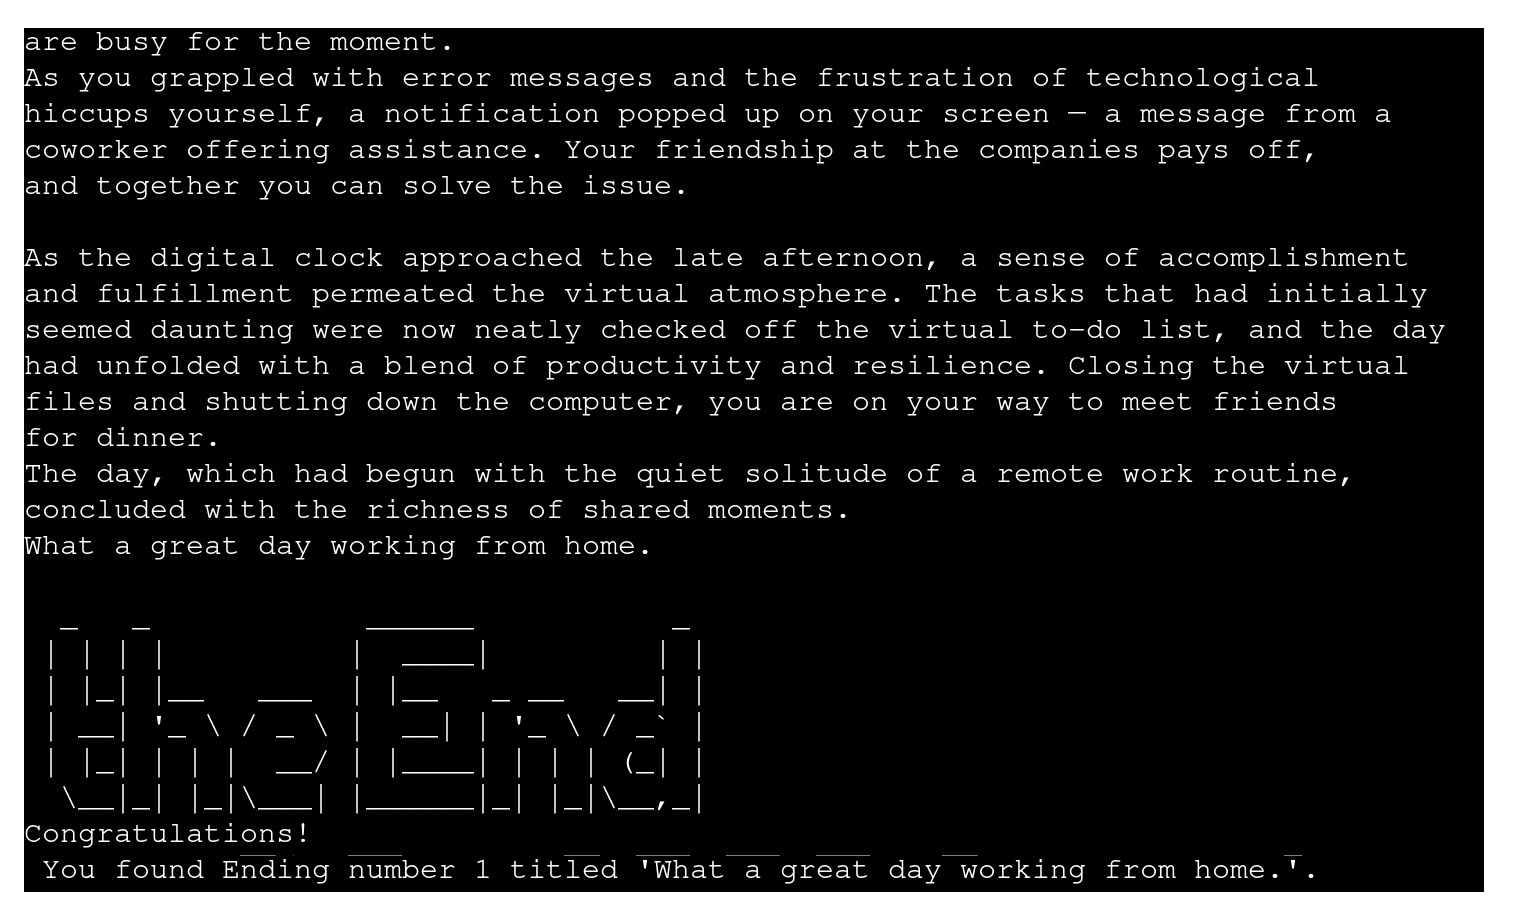 are busy for the moment.
As you grappled with error messages and the frustration of technological
hiccups yourself, a notification popped up on your screen — a message from a
coworker offering assistance. Your friendship at the companies pays off,
and together you can solve the issue.
As the digital clock approached the late afternoon, a sense of accomplishment
and fulfillment permeated the virtual atmosphere. The tasks that had initially
seemed daunting were now neatly checked off the virtual to-do list, and the day
had unfolded with a blend of productivity and resilience. Closing the virtual
files and shutting down the computer, you are on your way to meet friends
for dinner.
The day, which had begun with the quiet solitude of a remote work routine,
concluded with the richness of shared moments.
What a great day working from home.
the End
Congratulations!
You found Ending number 1 titled 'What a great day working from home.'.